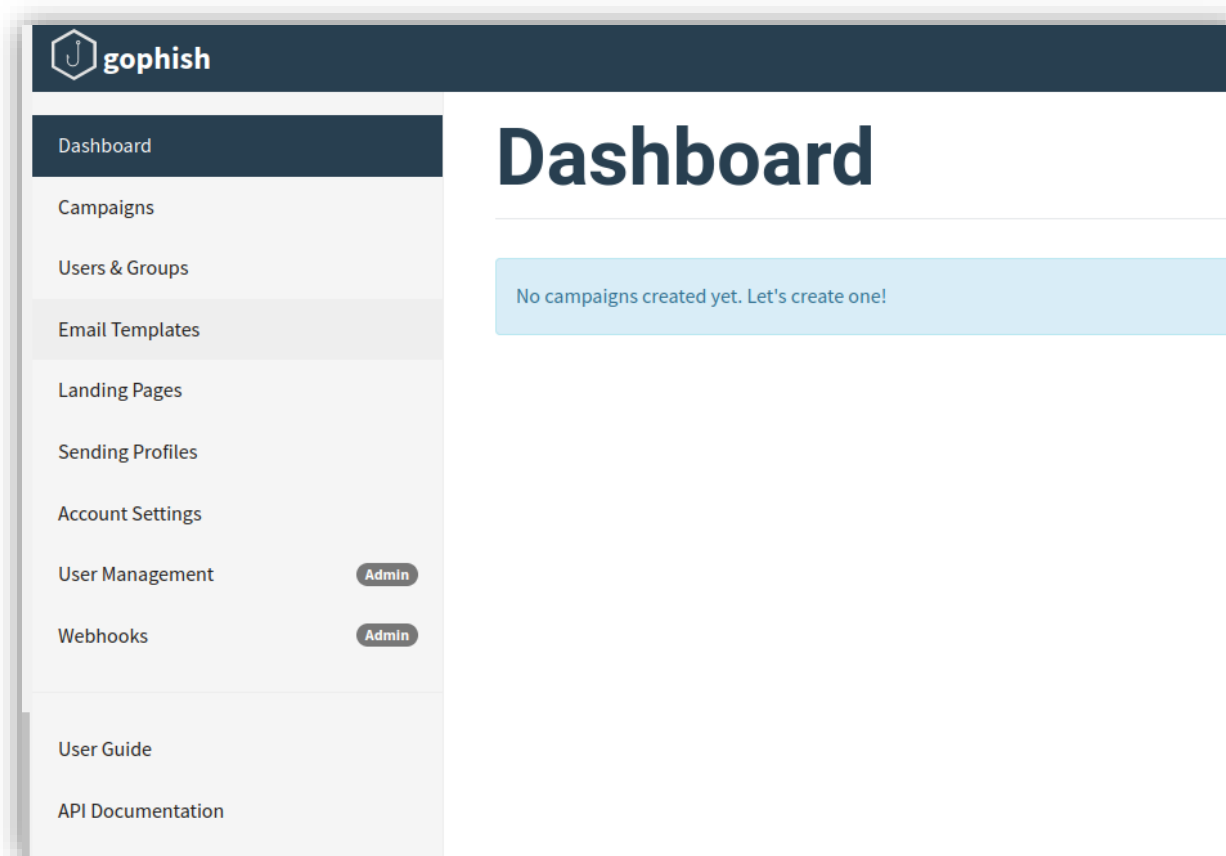 gophish
Dashboard
Campaigns
Users & Groups
Email Templates
Landing Pages
Sending Profiles
Account Settings
User Management Admin
Webhooks Admin
User Guide
API Documentation
Dashboard
No campaigns created yet. Let's create one!